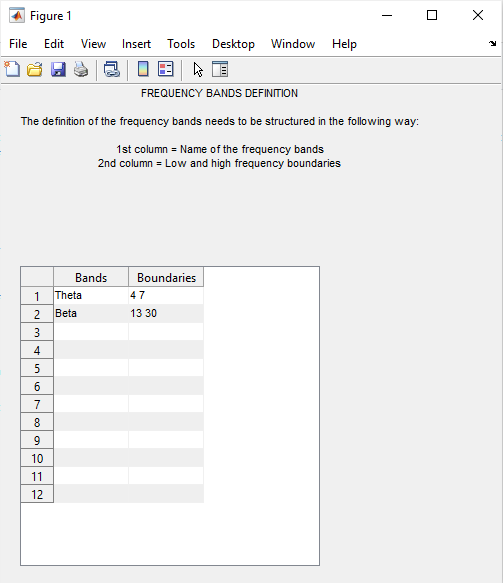 Figure 1
File Edit View Insert Tools Desktop Window Help
FREQUENCY BANDS DEFINITION
The definition of the frequency bands needs to be structured in the following way:
1st column = Name of the frequency bands
2nd column = Low and high frequency boundaries
Bands Boundaries
1 Theta 4 7
2 Beta 13 30
3
4
5
6
7
8
9
10
11
12